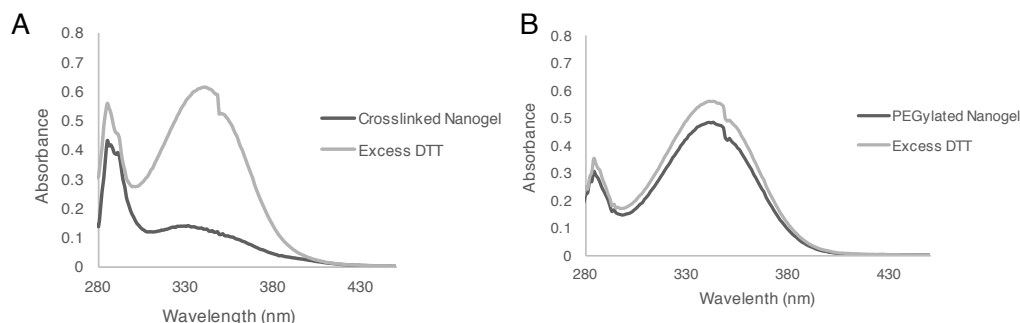 A
0.8
0.7
0.6
0.5
0.4
0.3
0.2
0.1
0
280
330
380
430
Absorbance
Wavelength (nm)
Crosslinked Nanogel
Excess DTT
B
0.8
0.7
0.6
0.5
0.4
0.3
0.2
0.1
0
280
330
380
430
Absorbance
Wavelenth (nm)
PEGylated Nanogel
Excess DTT